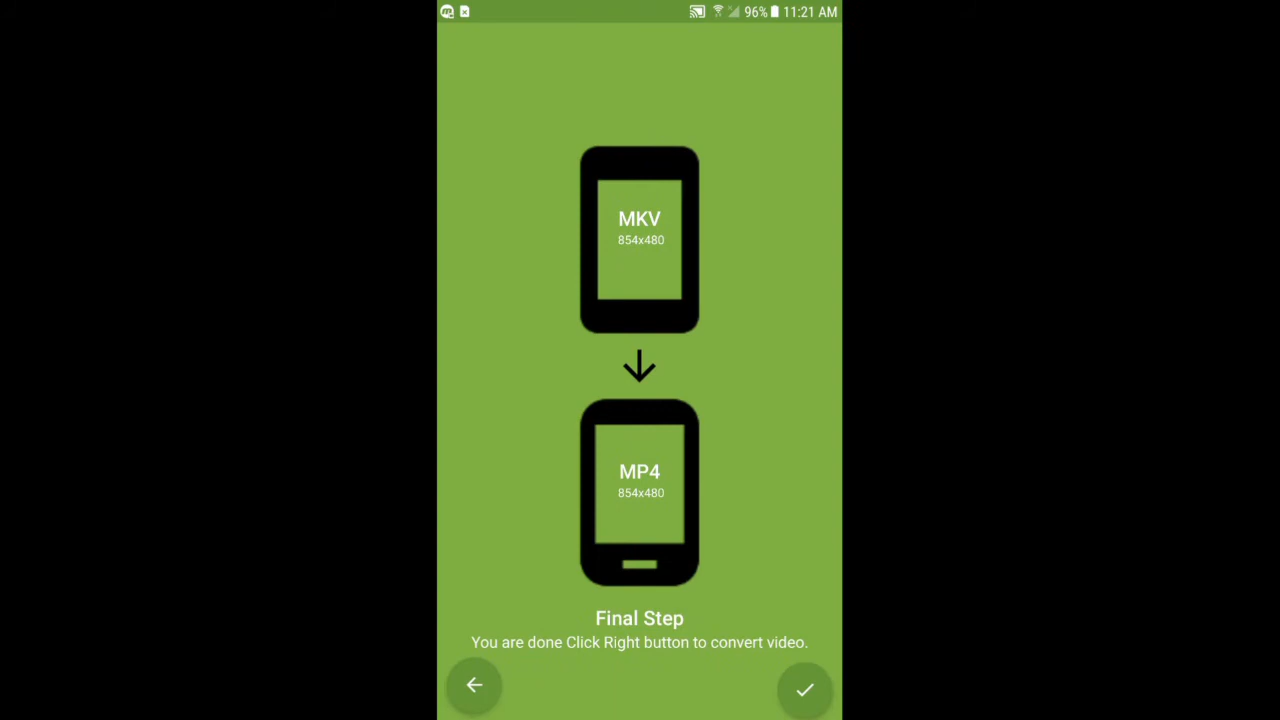 96% 11:21 AM
MKV
854x480
MP4
854x480
Final Step
You are done Click Right button to convert video.